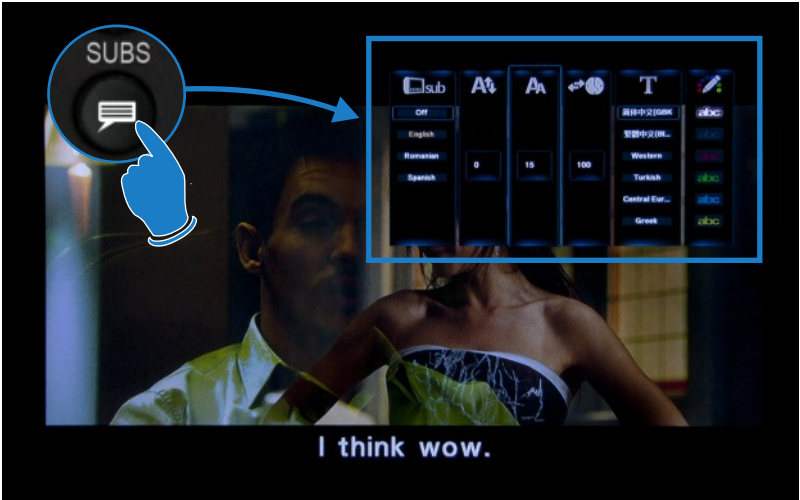 SUBS
sub
A
AA
T
Off
English
Romanian
Spanish
0
15
100
简体中文(GBK
繁體中文(BI...
Western
Turkish
Central Eur...
Greek
abc
abc
abc
abc
abc
abc
I think wow.